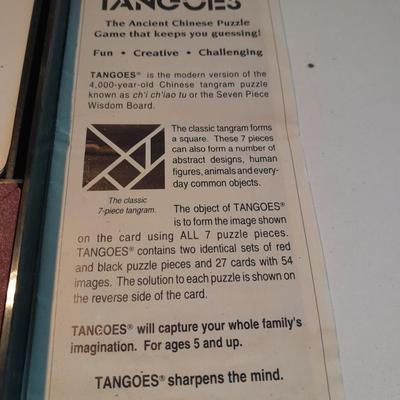 TANGOES
The Ancient Chinese Puzzle
Game that keeps you guessing!
Fun • Creative • Challenging
TANGOES® is the modern version of the
4,000-year-old Chinese tangram puzzle
known as ch'i ch'iao tu or the Seven Piece
Wisdom Board.
The classic tangram forms
a square. These 7 pieces
can also form a number of
abstract designs, human
figures, animals and every-
day common objects.
The classic
7-piece tangram.
The object of TANGOES®
is to form the image shown
on the card using ALL 7 puzzle pieces.
TANGOES® contains two identical sets of red
and black puzzle pieces and 27 cards with 54
images. The solution to each puzzle is shown on
the reverse side of the card.
TANGOES® will capture your whole family's
imagination. For ages 5 and up.
TANGOES® sharpens the mind.